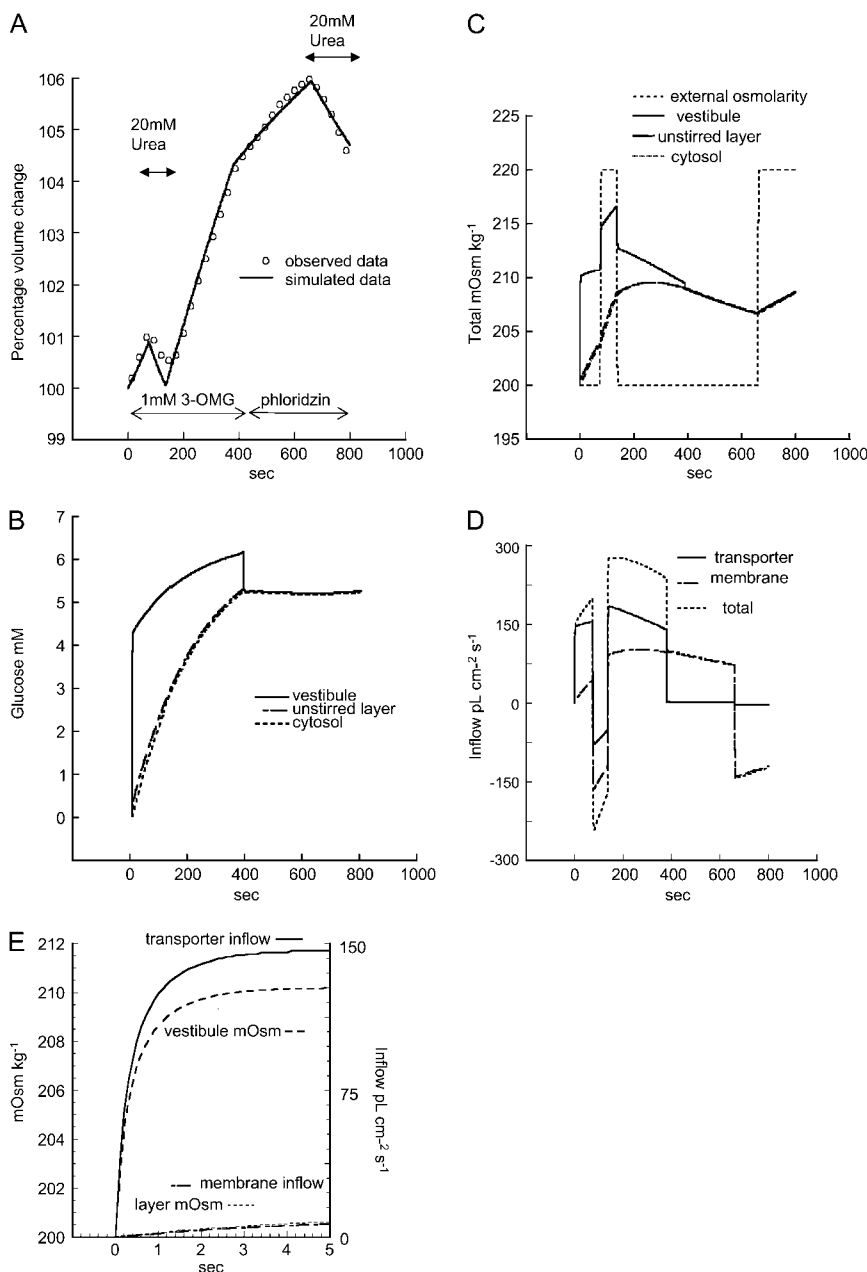 A
20mM
Urea
20mM
Urea
106
105
104
103
102
101
100
99
Percentage volume change
observed data
simulated data
1mM 3-OMG
phloridzin
0 200 400 600 800 1000
sec
C
225
220
215
210
205
200
195
Total mOsm kg-1
external osmolarity
vestibule
unstirred layer
cytosol
0 200 400 600 800 1000
sec
B
7
6
5
4
3
2
1
0
Glucose mM
vestibule
unstirred layer
cytosol
0 200 400 600 800 1000
sec
D
300
150
0
-150
-300
Inflow pL cm-2 s-1
transporter
membrane
total
0 200 400 600 800 1000
sec
E
212
210
208
206
204
202
200
mOsm kg-1
transporter inflow
vestibule mOsm
membrane inflow
layer mOsm
150
75
0
Inflow pL cm-2 s-1
0 1 2 3 4 5
sec